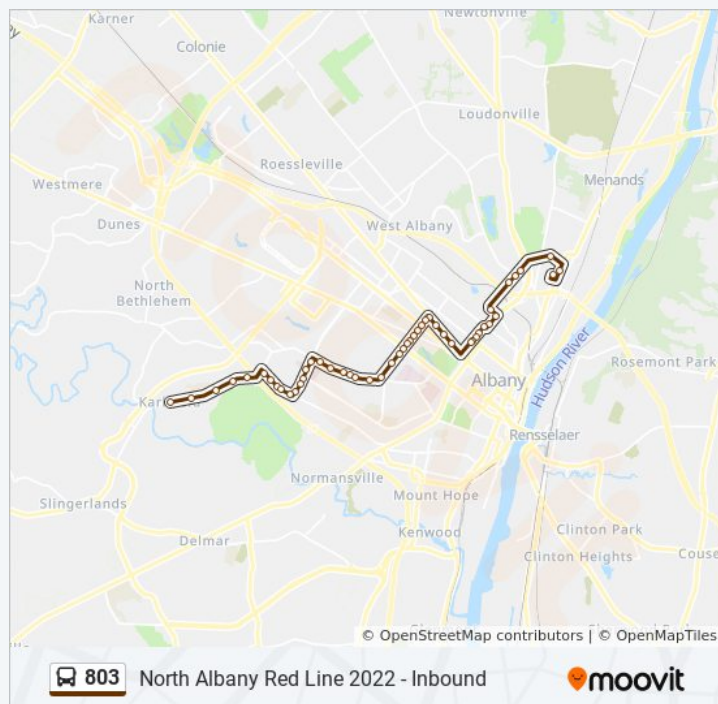 Karner
Newtonville
Colonie
Loudonville
Roessleville
Westmere
Menands
Dunes
West Albany
North
Bethlehem
Hudson River
Rosemont Park
Albany
Rensselaer
Normansville
Slingerlands
Mount Hope
Clinton Park
Delmar
Kenwood
Clinton Heights
© OpenStreetMap contributors | © OpenMapTiles
803
North Albany Red Line 2022 - Inbound
moovit